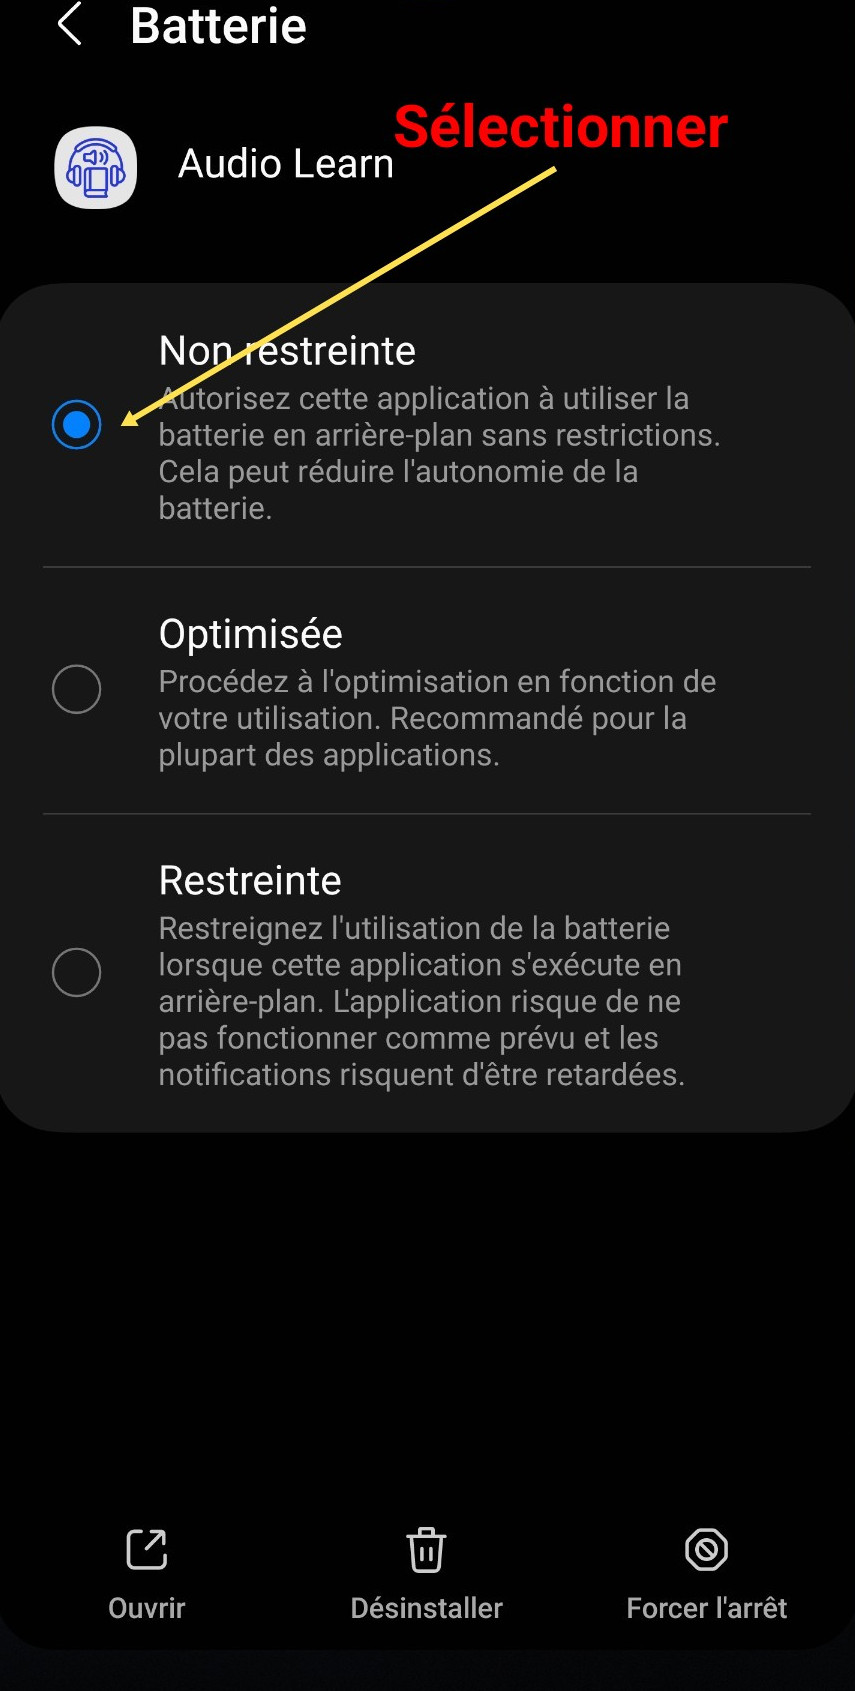 Batterie
Sélectionner
Audio Learn
Non restreinte
Autorisez cette application à utiliser la
batterie en arrière-plan sans restrictions.
Cela peut réduire l'autonomie de la
batterie.
Optimisée
Procédez à l'optimisation en fonction de
votre utilisation. Recommandé pour la
plupart des applications.
Restreinte
Restreignez l'utilisation de la batterie
lorsque cette application s'exécute en
arrière-plan. L'application risque de ne
pas fonctionner comme prévu et les
notifications risquent d'être retardées.
Ouvrir
Désinstaller
Forcer l'arrêt